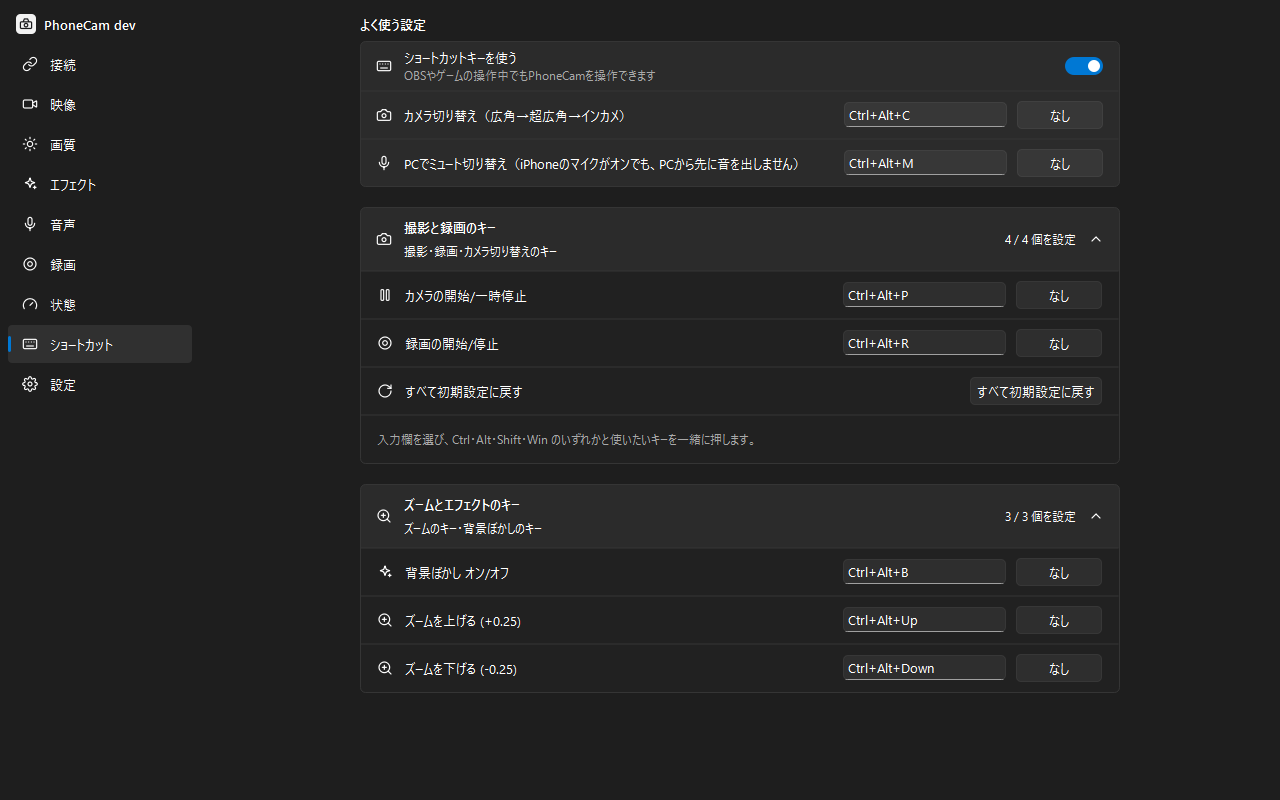 PhoneCam dev
接続
映像
画質
エフェクト
音声
録画
状態
ショートカット
設定
よく使う設定
ショートカットキーを使う
OBSやゲームの操作中でもPhoneCamを操作できます
カメラ切り替え（広角→超広角→インカメ） Ctrl+Alt+C なし
PCでミュート切り替え（iPhoneのマイクがオンでも、PCから先に音を出しません） Ctrl+Alt+M なし
撮影と録画のキー
撮影・録画・カメラ切り替えのキー
4 / 4 個を設定
カメラの開始/一時停止 Ctrl+Alt+P なし
録画の開始/停止 Ctrl+Alt+R なし
すべて初期設定に戻す すべて初期設定に戻す
入力欄を選び、Ctrl・Alt・Shift・Win のいずれかと使いたいキーを一緒に押します。
ズームとエフェクトのキー
ズームのキー・背景ぼかしのキー
3 / 3 個を設定
背景ぼかし オン/オフ Ctrl+Alt+B なし
ズームを上げる (+0.25) Ctrl+Alt+Up なし
ズームを下げる (-0.25) Ctrl+Alt+Down なし